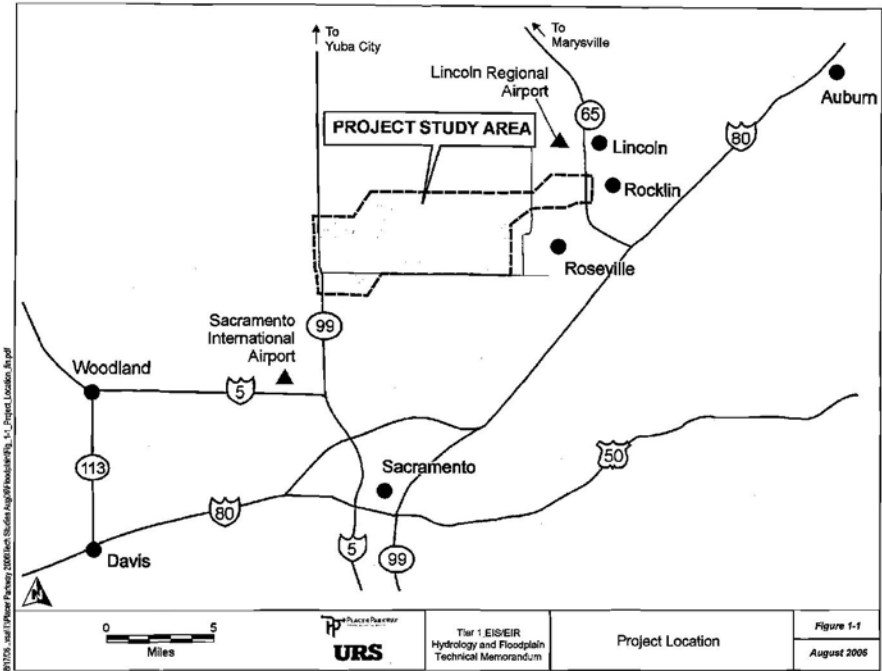 To
Yuba City
To
Marysville
Lincoln Regional
Airport
Auburn
65
80
PROJECT STUDY AREA
Lincoln
Rocklin
Roseville
99
Sacramento
International
Airport
Woodland
5
113
50
Sacramento
80
5
99
Davis
N
0 5
Miles
PLACER PARKWAY
URS
Tier 1 EIS/EIR
Hydrology and Floodplain
Technical Memorandum
Project Location
Figure 1-1
August 2006